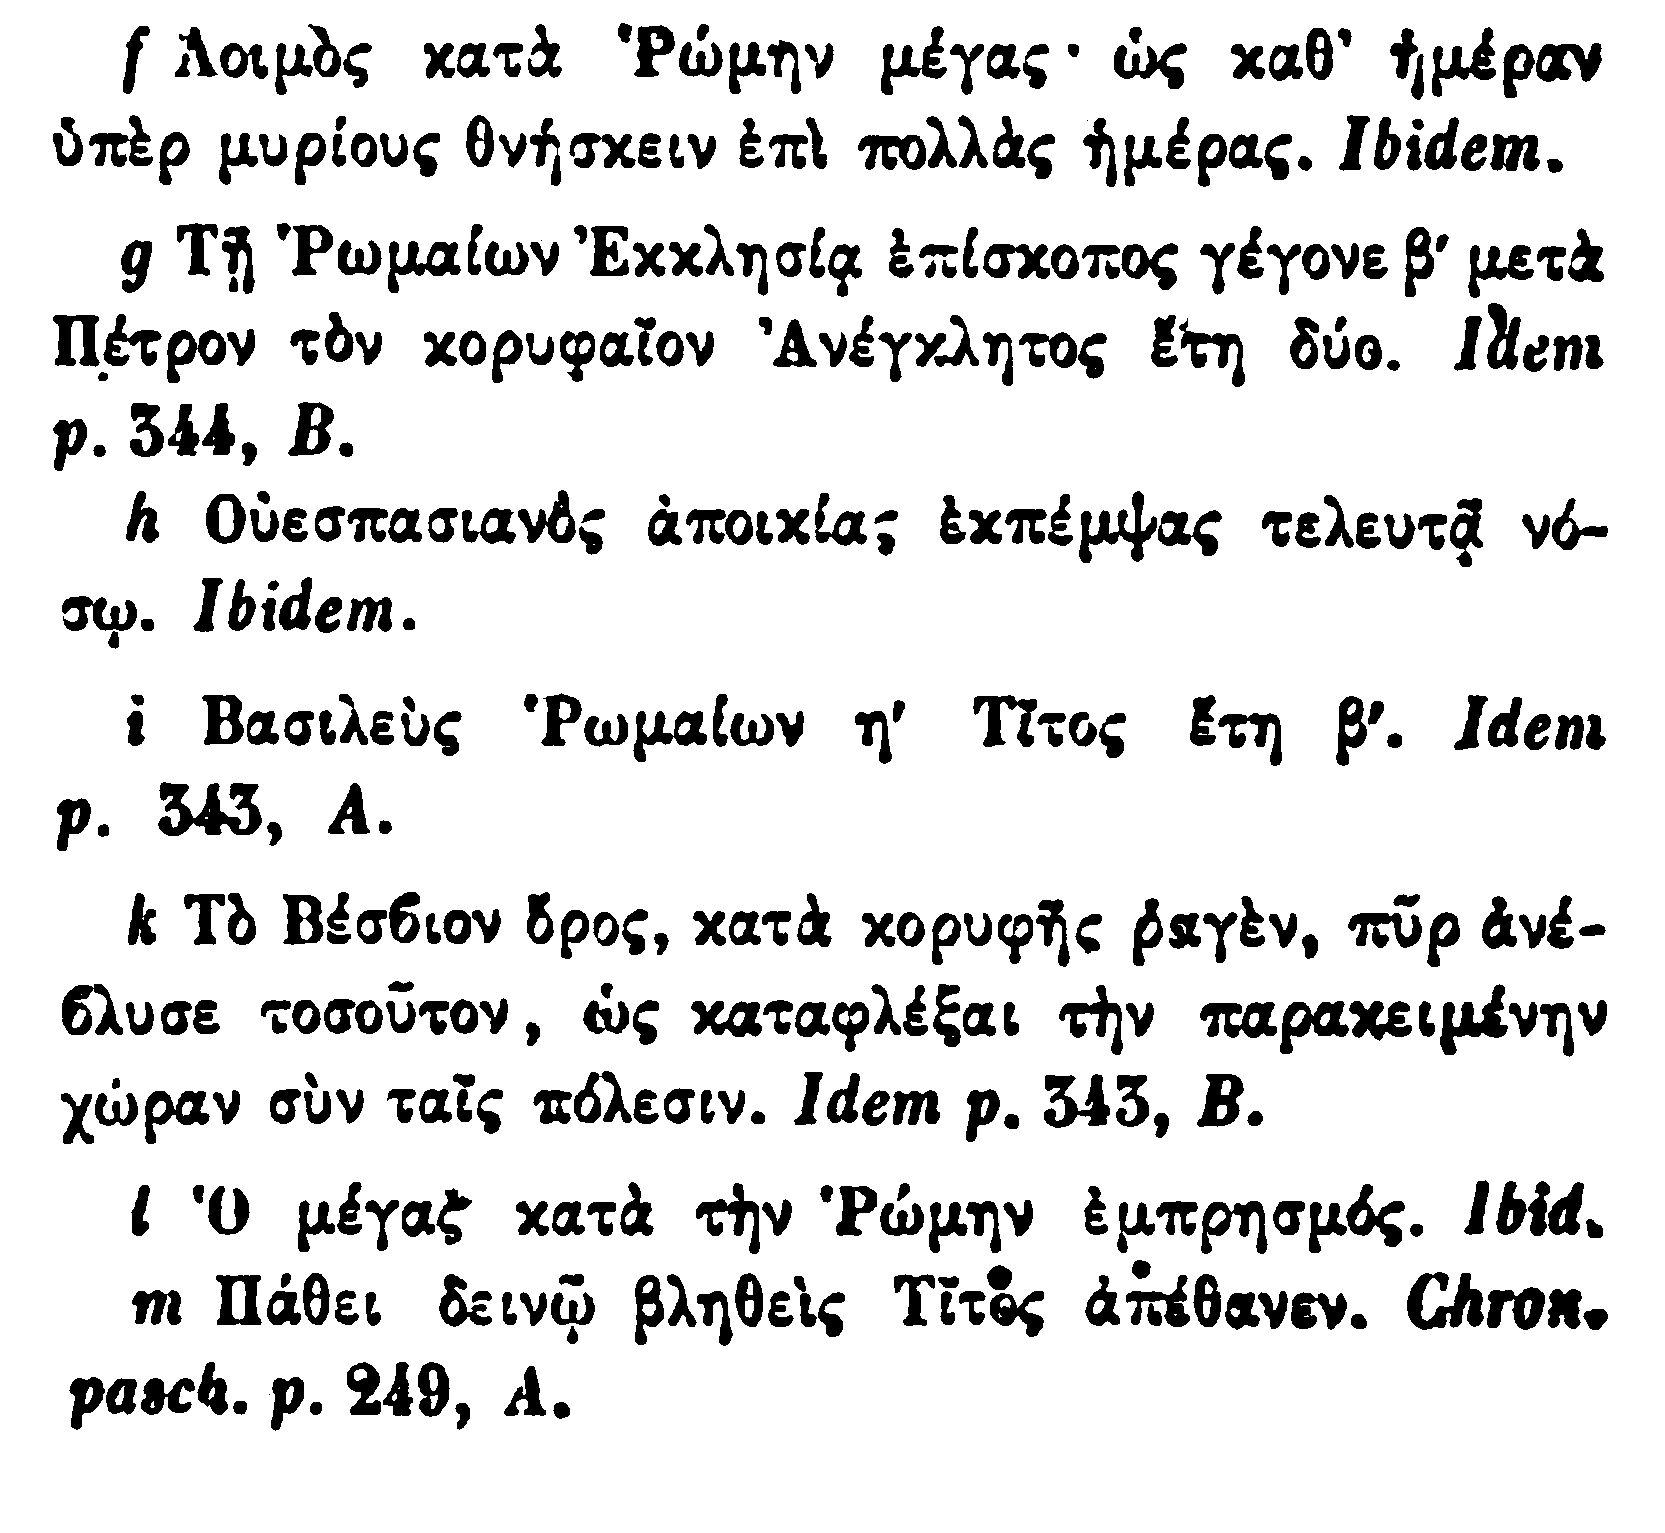 f Λοιμὸς κατὰ Ῥώμην μέγας· ὡς καθ' ἡμέραν
ὑπὲρ μυρίους θνήσκειν ἐπὶ πολλὰς ἡμέρας. Ibidem.
g Τῇ Ῥωμαίων Ἐκκλησίᾳ ἐπίσκοπος γέγονε β' μετὰ
Πέτρον τὸν κορυφαῖον Ἀνέγκλητος ἔτη δύο. Idem
p. 344, B.
h Οὐεσπασιανὸς ἀποικίας ἐκπέμψας τελευτᾷ νό-
σῳ. Ibidem.
i Βασιλεὺς Ῥωμαίων η' Τῖτος ἔτη β'. Idem
p. 343, A.
k Τὸ Βέσϐιον ὄρος, κατὰ κορυφῆς ῥαγὲν, πῦρ ἀνέ-
ϐλυσε τοσοῦτον, ὡς καταφλέξαι τὴν παρακειμένην
χώραν σὺν ταῖς πόλεσιν. Idem p. 343, B.
l Ὁ μέγας κατὰ τὴν Ῥώμην ἐμπρησμός. Ibid.
m Πάθει δεινῷ βληθεὶς Τῖτος ἀπέθανεν. Chron.
pasch. p. 249, A.